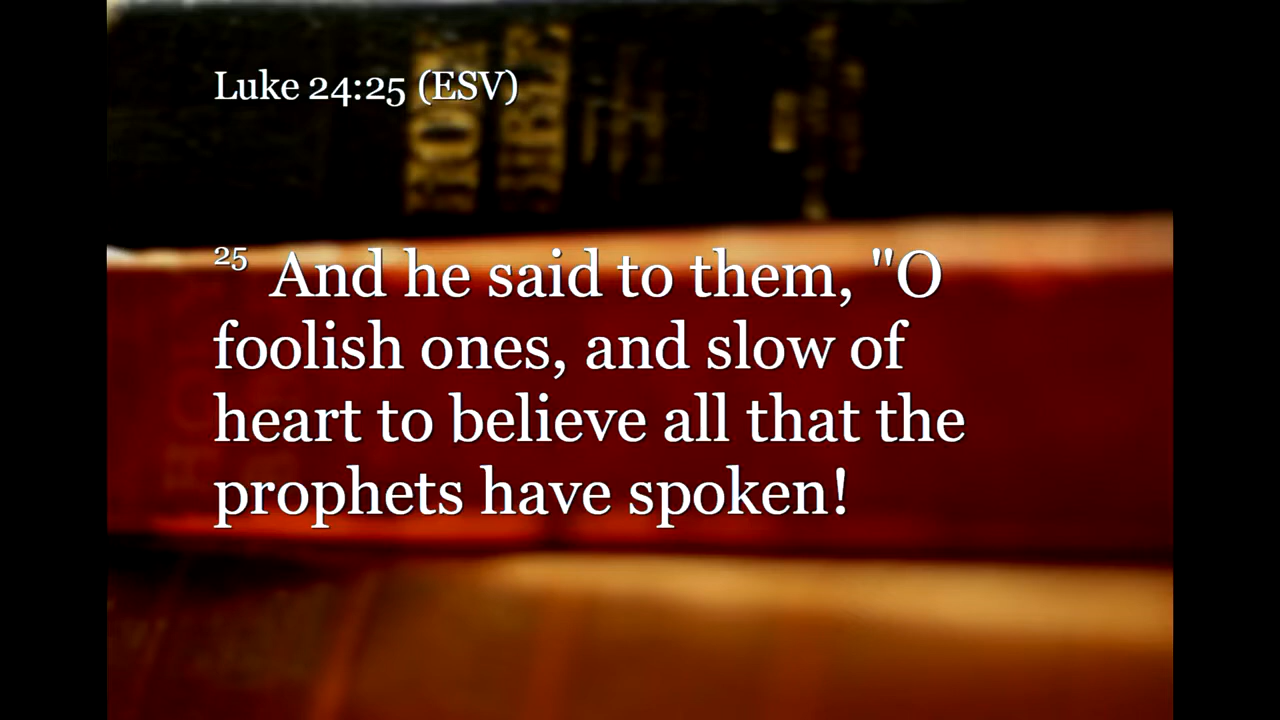 Luke 24:25 (ESV)
25 And he said to them, "O
foolish ones, and slow of
heart to believe all that the
prophets have spoken!